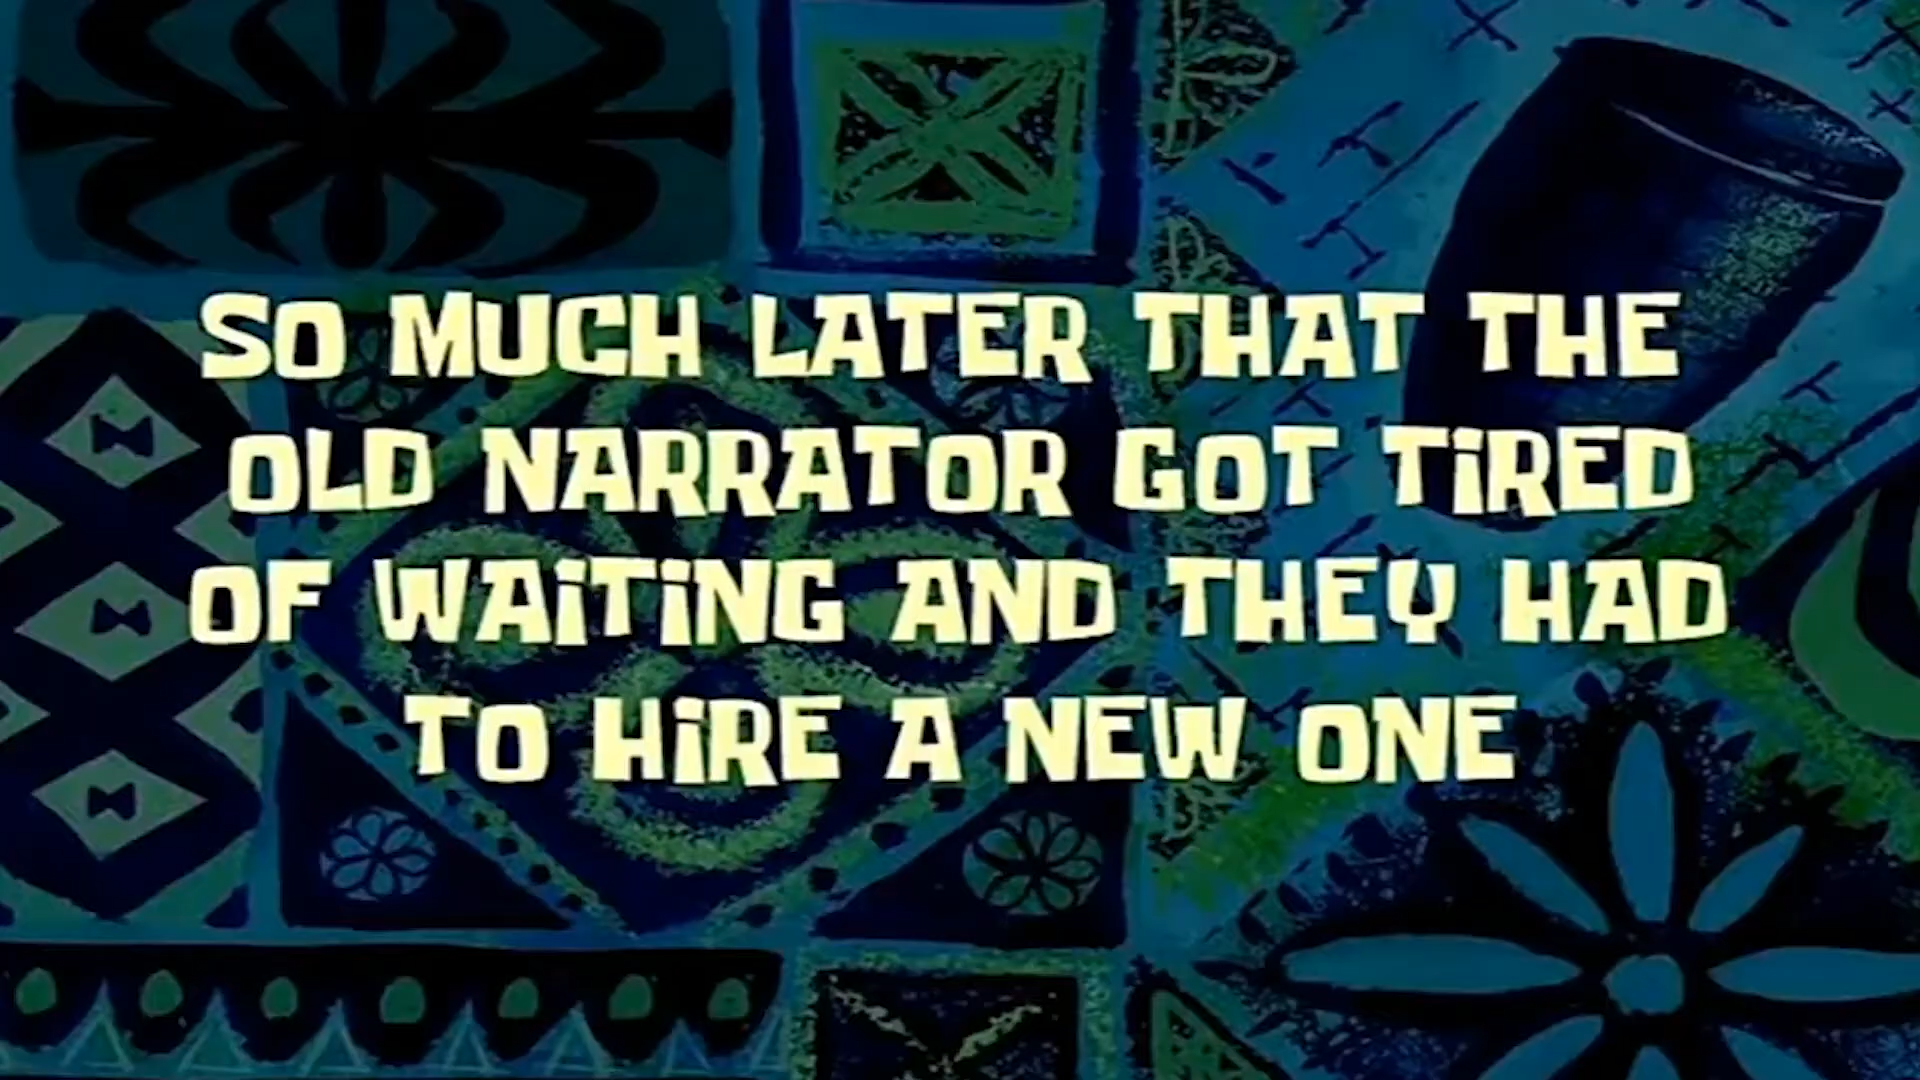 SO MUCH LATER THAT THE
OLD NARRATOR GOT TiRED
OF WAiTiNG AND THEY HAD
TO HiRE A NEW ONE